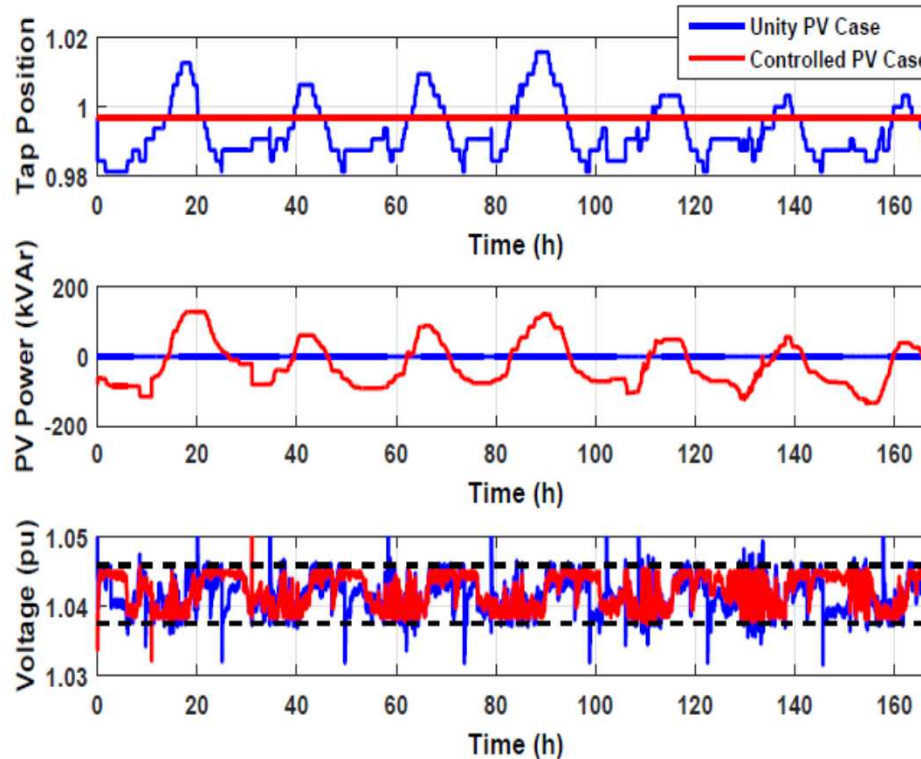 Unity PV Case
Controlled PV Case
Tap Position
1.02
1
0.98
0 20 40 60 80 100 120 140 160
Time (h)
PV Power (kVAr)
200
0
-200
0 20 40 60 80 100 120 140 160
Time (h)
Voltage (pu)
1.05
1.04
1.03
0 20 40 60 80 100 120 140 160
Time (h)